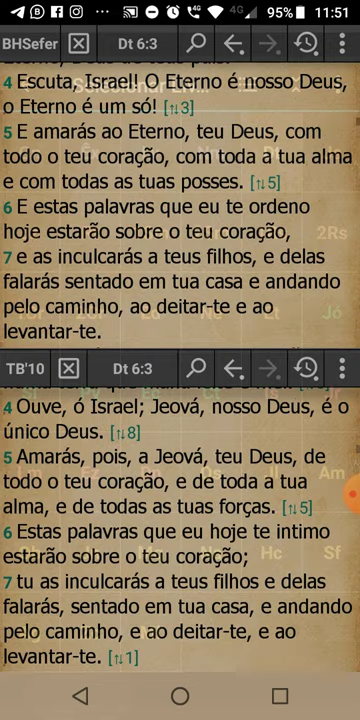 95% 11:51
BHSefer Dt 6:3
4 Escuta, Israel! O Eterno é nosso Deus,
o Eterno é um só! [↑↓3]
5 E amarás ao Eterno, teu Deus, com
todo o teu coração, com toda a tua alma
e com todas as tuas posses. [↑↓5]
6 E estas palavras que eu te ordeno
hoje estarão sobre o teu coração,
7 e as inculcarás a teus filhos, e delas
falarás sentado em tua casa e andando
pelo caminho, ao deitar-te e ao
levantar-te.
TB'10 Dt 6:3
4 Ouve, ó Israel; Jeová, nosso Deus, é o
único Deus. [↑↓8]
5 Amarás, pois, a Jeová, teu Deus, de
todo o teu coração, e de toda a tua
alma, e de todas as tuas forças. [↑↓5]
6 Estas palavras que eu hoje te intimo
estarão sobre o teu coração;
7 tu as inculcarás a teus filhos e delas
falarás, sentado em tua casa, e andando
pelo caminho, e ao deitar-te, e ao
levantar-te. [↑↓1]